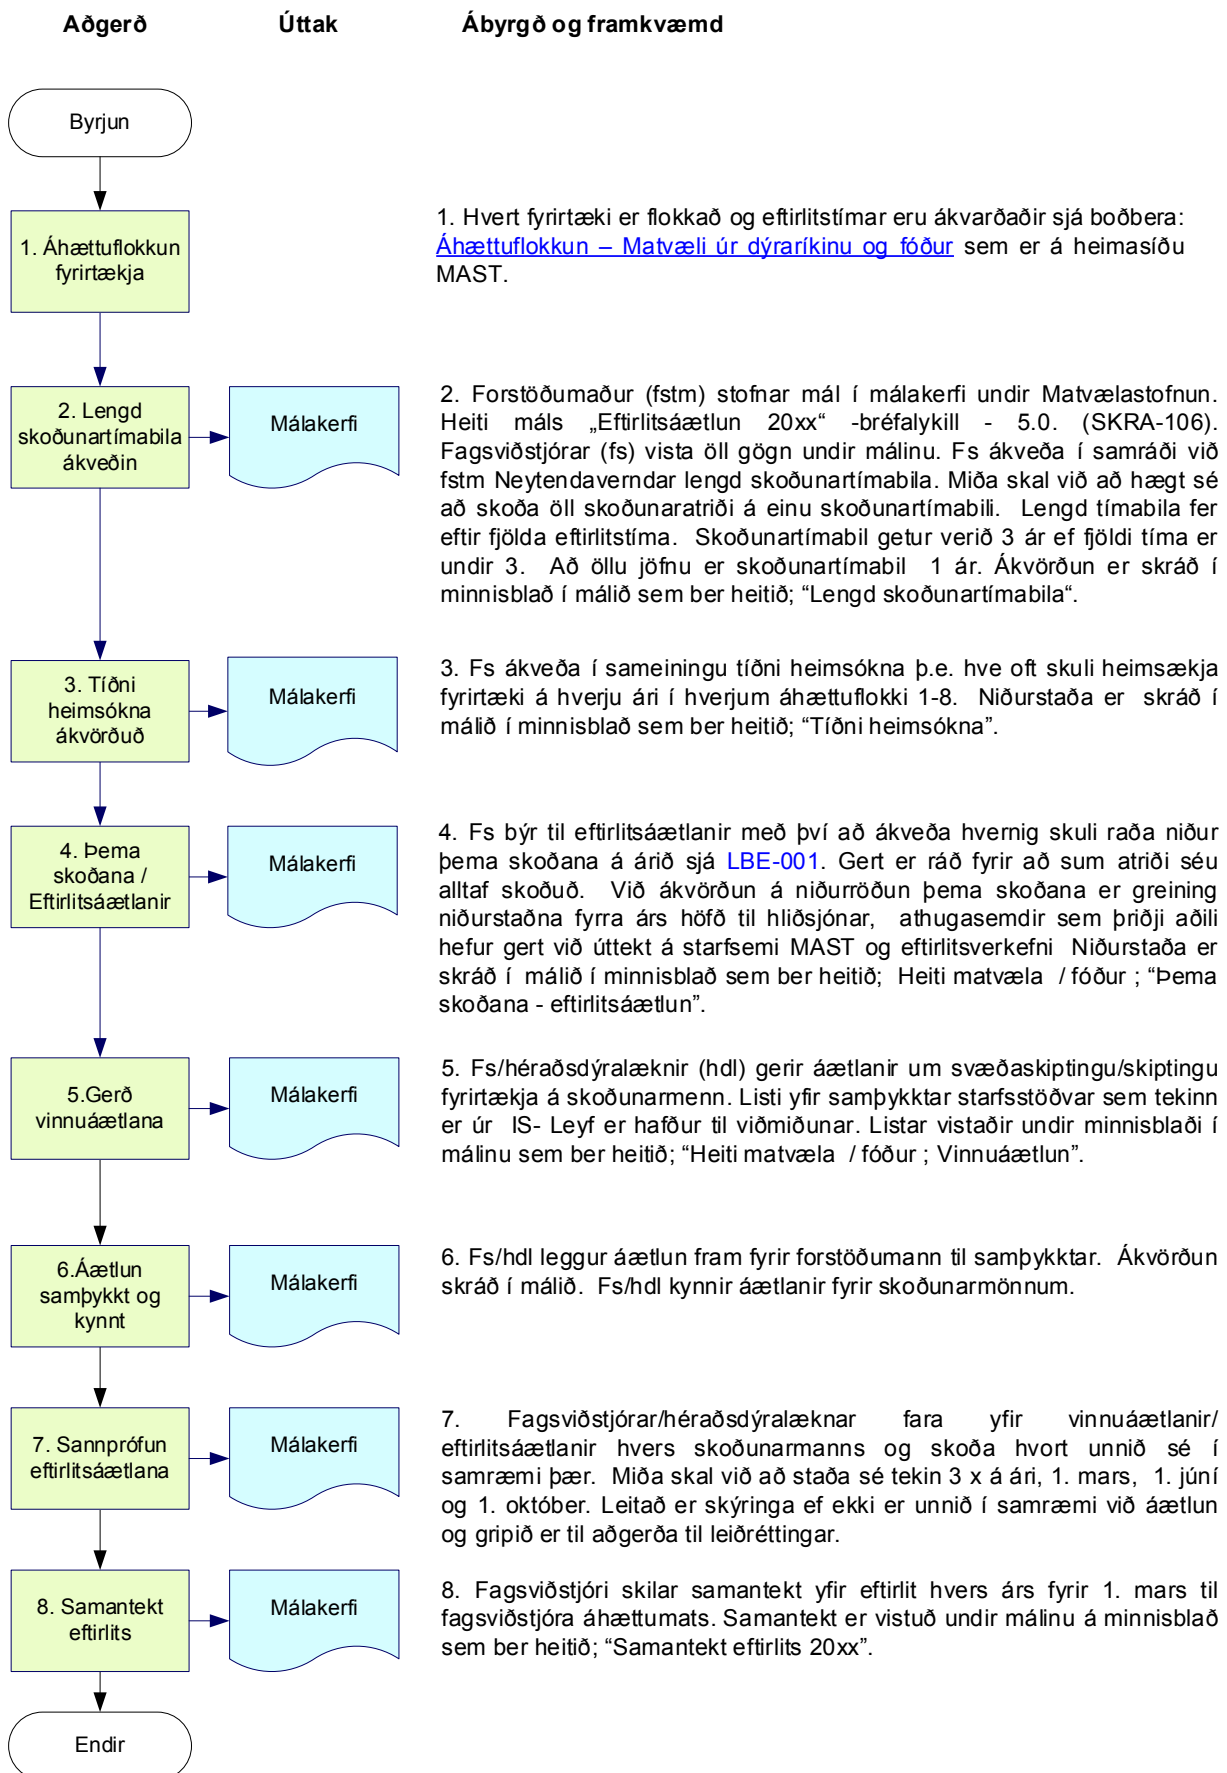 Aðgerð Úttak Ábyrgð og framkvæmd
Byrjun
1. Áhættuflokkun
fyrirtækja
1. Hvert fyrirtæki er flokkað og eftirlitstímar eru ákvarðaðir sjá boðbera:
Áhættuflokkun – Matvæli úr dýraríkinu og fóður sem er á heimasíðu
MAST.
2. Lengd
skoðunartímabila
ákveðin
Málakerfi
2. Forstöðumaður (fstm) stofnar mál í málakerfi undir Matvælastofnun.
Heiti máls „Eftirlitsáætlun 20xx“ -bréfalykill - 5.0. (SKRA-106).
Fagsviðstjórar (fs) vista öll gögn undir málinu. Fs ákveða í samráði við
fstm Neytendaverndar lengd skoðunartímabila. Miða skal við að hægt sé
að skoða öll skoðunaratriði á einu skoðunartímabili. Lengd tímabila fer
eftir fjölda eftirlitstíma. Skoðunartímabil getur verið 3 ár ef fjöldi tíma er
undir 3. Að öllu jöfnu er skoðunartímabil 1 ár. Ákvörðun er skráð í
minnisblað í málið sem ber heitið; “Lengd skoðunartímabila“.
3. Tíðni
heimsókna
ákvörðuð
Málakerfi
3. Fs ákveða í sameiningu tíðni heimsókna þ.e. hve oft skuli heimsækja
fyrirtæki á hverju ári í hverjum áhættuflokki 1-8. Niðurstaða er skráð í
málið í minnisblað sem ber heitið; “Tíðni heimsókna”.
4. Þema
skoðana /
Eftirlitsáætlanir
Málakerfi
4. Fs býr til eftirlitsáætlanir með því að ákveða hvernig skuli raða niður
þema skoðana á árið sjá LBE-001. Gert er ráð fyrir að sum atriði séu
alltaf skoðuð. Við ákvörðun á niðurröðun þema skoðana er greining
niðurstaðna fyrra árs höfð til hliðsjónar, athugasemdir sem þriðji aðili
hefur gert við úttekt á starfsemi MAST og eftirlitsverkefni Niðurstaða er
skráð í málið í minnisblað sem ber heitið; Heiti matvæla / fóður ; “Þema
skoðana - eftirlitsáætlun”.
5.Gerð
vinnuáætlana
Málakerfi
5. Fs/héraðsdýralæknir (hdl) gerir áætlanir um svæðaskiptingu/skiptingu
fyrirtækja á skoðunarmenn. Listi yfir samþykktar starfsstöðvar sem tekinn
er úr IS- Leyf er hafður til viðmiðunar. Listar vistaðir undir minnisblaði í
málinu sem ber heitið; “Heiti matvæla / fóður ; Vinnuáætlun”.
6.Áætlun
samþykkt og
kynnt
Málakerfi
6. Fs/hdl leggur áætlun fram fyrir forstöðumann til samþykktar. Ákvörðun
skráð í málið. Fs/hdl kynnir áætlanir fyrir skoðunarmönnum.
7. Sannprófun
eftirlitsáætlana
Málakerfi
7. Fagsviðstjórar/héraðsdýralæknar fara yfir vinnuáætlanir/
eftirlitsáætlanir hvers skoðunarmanns og skoða hvort unnið sé í
samræmi þær. Miða skal við að staða sé tekin 3 x á ári, 1. mars, 1. júní
og 1. október. Leitað er skýringa ef ekki er unnið í samræmi við áætlun
og gripið er til aðgerða til leiðréttingar.
8. Samantekt
eftirlits
Málakerfi
8. Fagsviðstjóri skilar samantekt yfir eftirlit hvers árs fyrir 1. mars til
fagsviðstjóra áhættumats. Samantekt er vistuð undir málinu á minnisblað
sem ber heitið; “Samantekt eftirlits 20xx”.
Endir